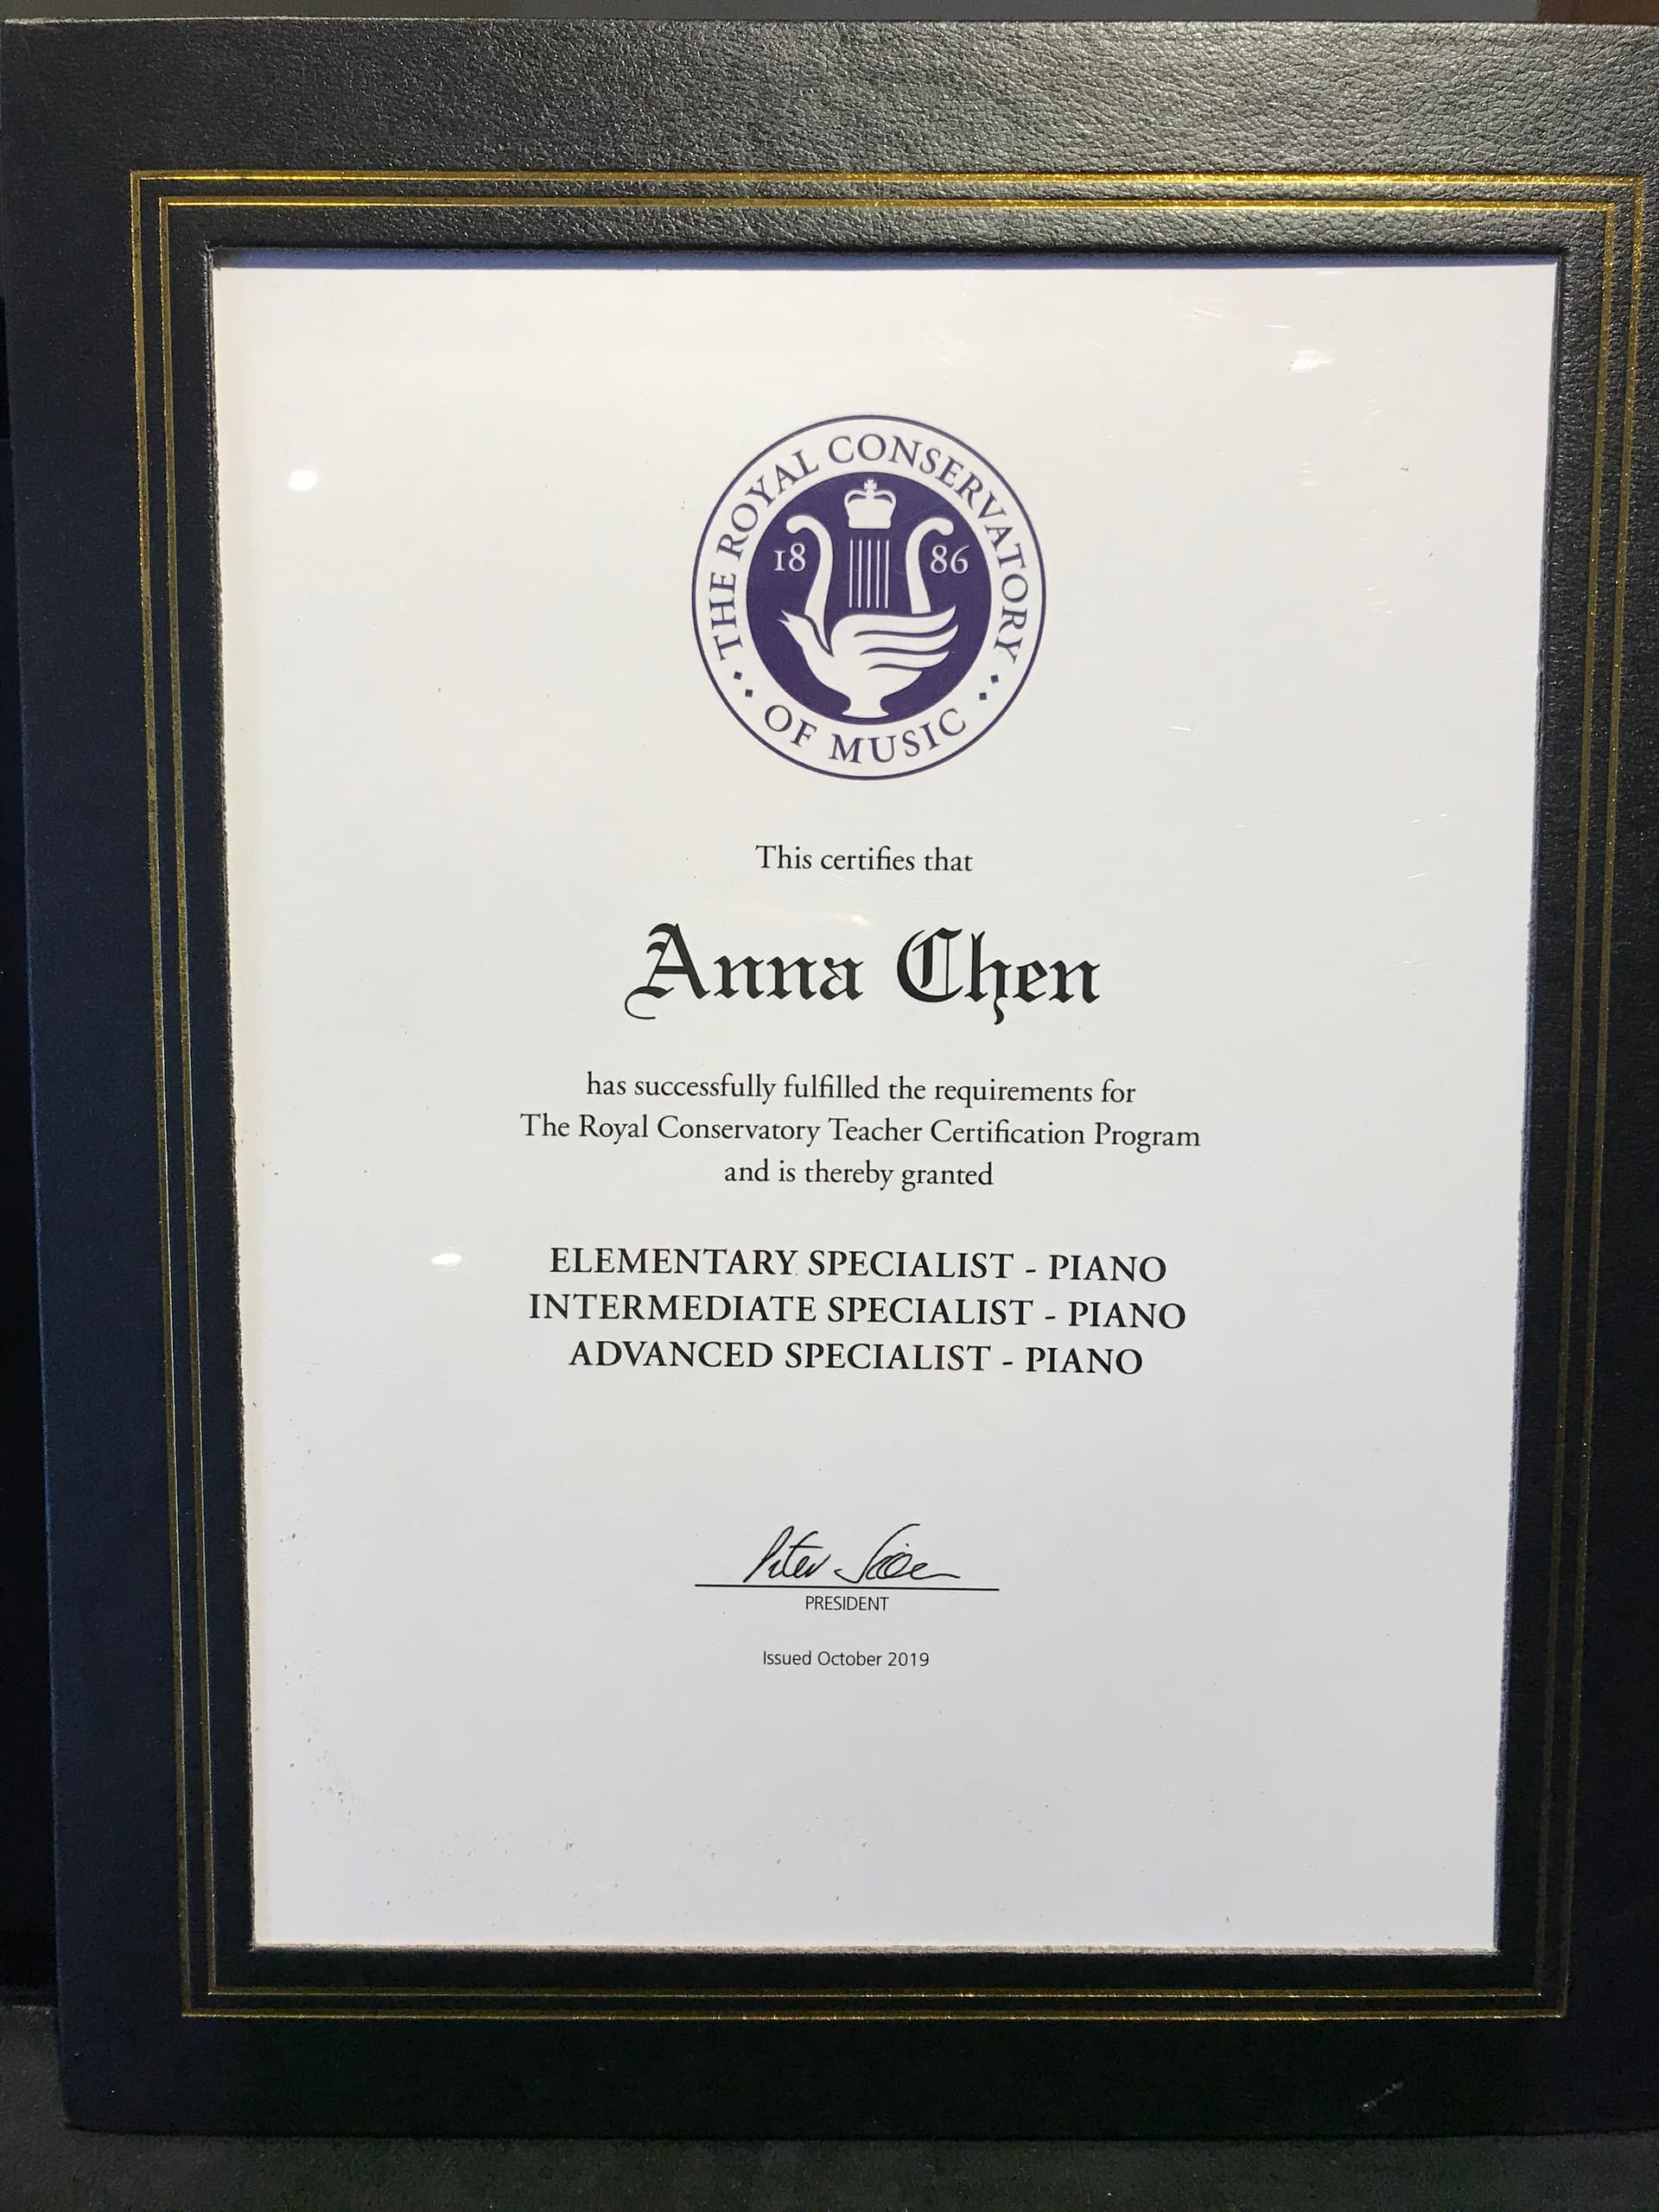 THE ROYAL CONSERVATORY
18 86
OF MUSIC
This certifies that
Anna Chen
has successfully fulfilled the requirements for
The Royal Conservatory Teacher Certification Program
and is thereby granted
ELEMENTARY SPECIALIST - PIANO
INTERMEDIATE SPECIALIST - PIANO
ADVANCED SPECIALIST - PIANO
PRESIDENT
Issued October 2019